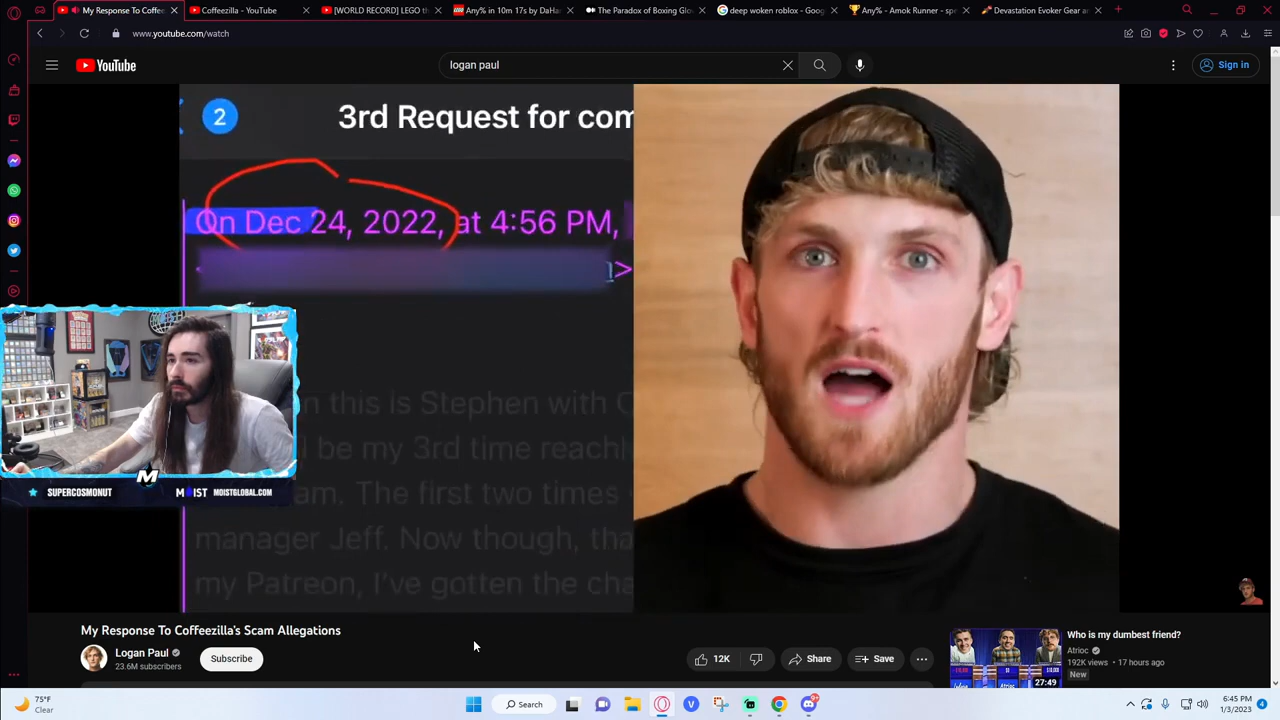 My Response To Coffee
Coffeezilla - YouTube
[WORLD RECORD] LEGO th
Any% in 10m 17s by DaHar
The Paradox of Boxing Glo
deep woken roblox - Goog
Any% - Amok Runner - spe
Devastation Evoker Gear an
www.youtube.com/watch
YouTube
logan paul
Sign in
2
3rd Request for com
On Dec 24, 2022, at 4:56 PM,
>
n this is Stephen with
be my 3rd time reach
am. The first two times
manager Jeff. Now though, tha
my Patreon, I've gotten the cha
SUPERCOSMONUT
M
MOIST MOISTGLOBAL.COM
My Response To Coffeezilla's Scam Allegations
Logan Paul
23.6M subscribers
Subscribe
12K
Share
Save
Who is my dumbest friend?
Atrioc
192K views • 17 hours ago
New
27:49
75°F
Clear
Search
9+
6:45 PM
1/3/2023